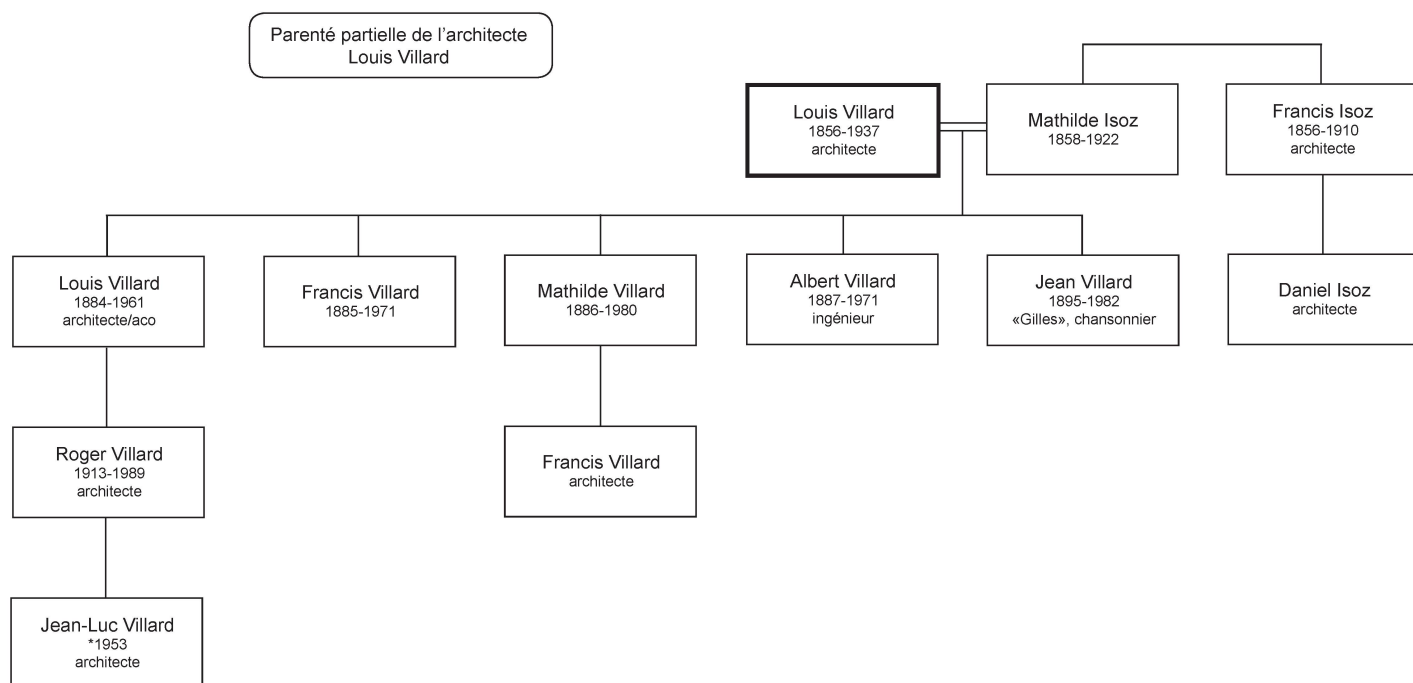 Parenté partielle de l'architecte
Louis Villard
Louis Villard
1856-1937
architecte
Mathilde Isoz
1858-1922
Francis Isoz
1856-1910
architecte
Louis Villard
1884-1961
architecte/aco
Francis Villard
1885-1971
Mathilde Villard
1886-1980
Albert Villard
1887-1971
ingénieur
Jean Villard
1895-1982
«Gilles», chansonnier
Daniel Isoz
architecte
Roger Villard
1913-1989
architecte
Francis Villard
architecte
Jean-Luc Villard
*1953
architecte